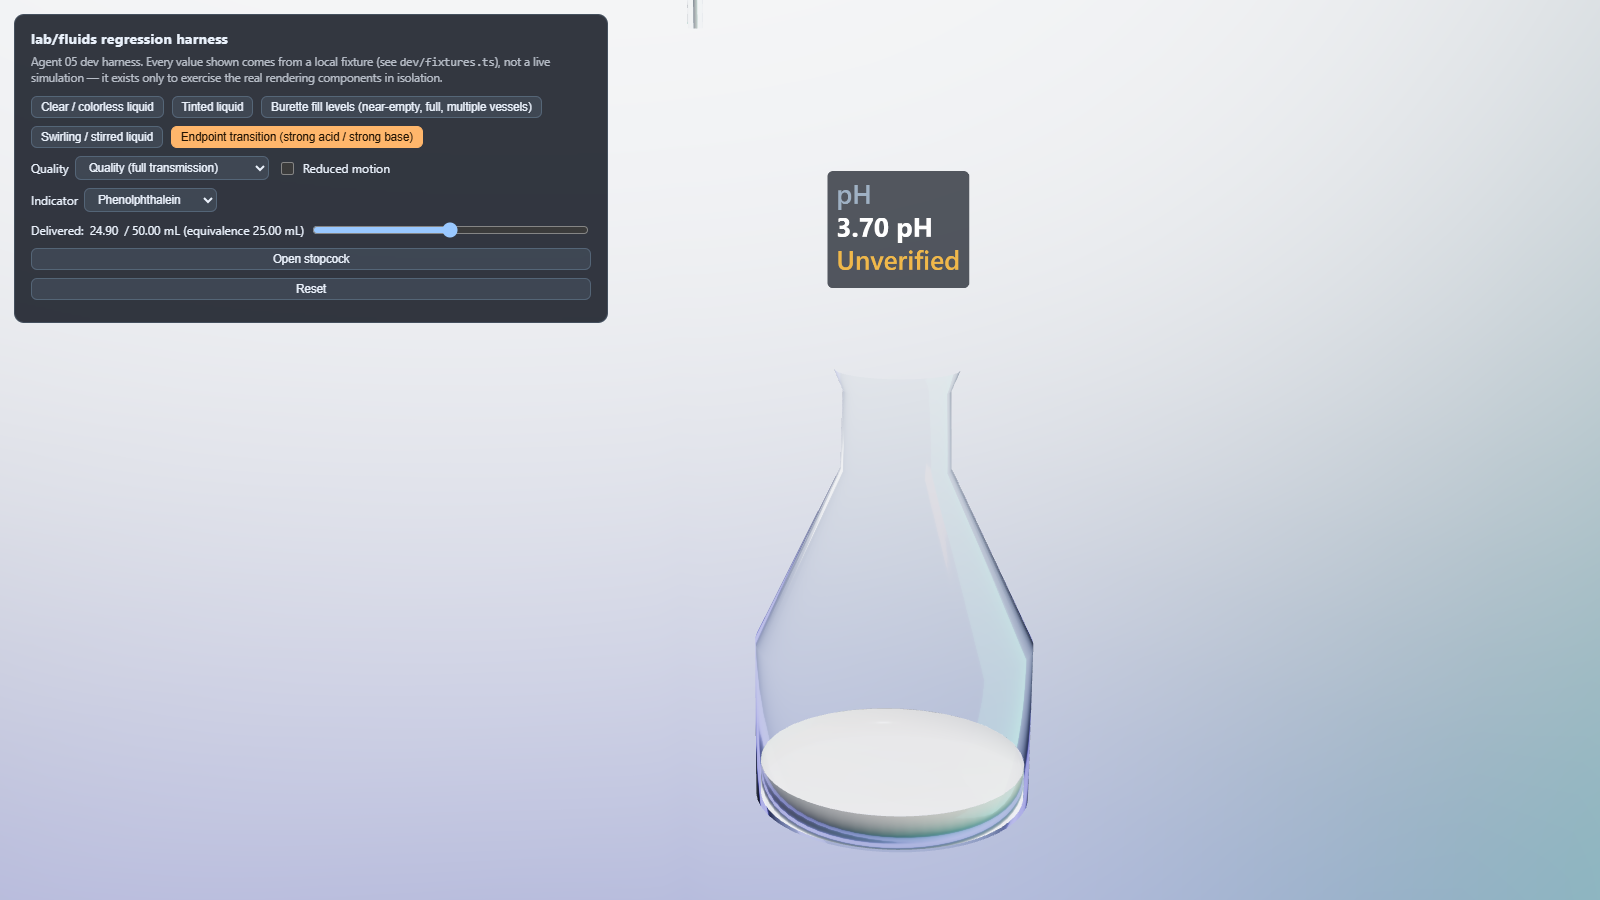 lab/fluids regression harness
Agent 05 dev harness. Every value shown comes from a local fixture (see dev/fixtures.ts), not a live
simulation — it exists only to exercise the real rendering components in isolation.
Clear / colorless liquid
Tinted liquid
Burette fill levels (near-empty, full, multiple vessels)
Swirling / stirred liquid
Endpoint transition (strong acid / strong base)
Quality
Quality (full transmission)
Reduced motion
Indicator
Phenolphthalein
Delivered: 24.90 / 50.00 mL (equivalence 25.00 mL)
Open stopcock
Reset
pH
3.70 pH
Unverified